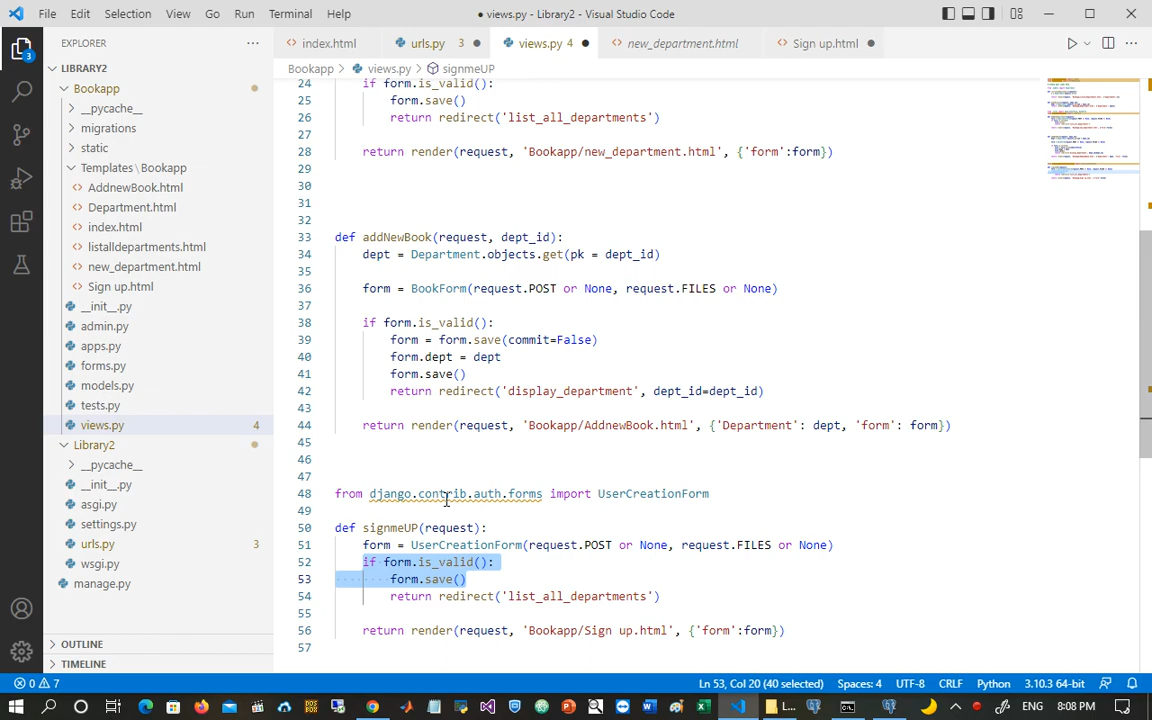 File Edit Selection View Go Run Terminal Help
views.py - Library2 - Visual Studio Code
EXPLORER
index.html
urls.py 3
views.py 4
new_department.html
Sign up.html
LIBRARY2
Bookapp > views.py > signmeUP
Bookapp
__pycache__
migrations
static
Templates \ Bookapp
AddnewBook.html
Department.html
index.html
listalldepartments.html
new_department.html
Sign up.html
__init__.py
admin.py
apps.py
forms.py
models.py
tests.py
views.py 4
Library2
__pycache__
__init__.py
asgi.py
settings.py
urls.py 3
wsgi.py
manage.py
OUTLINE
TIMELINE
24 if form.is_valid():
25 form.save()
26 return redirect('list_all_departments')
27
28 return render(request, 'Bookapp/new_department.html', {'form':form})
29
30
31
32
33 def addNewBook(request, dept_id):
34 dept = Department.objects.get(pk = dept_id)
35
36 form = BookForm(request.POST or None, request.FILES or None)
37
38 if form.is_valid():
39 form = form.save(commit=False)
40 form.dept = dept
41 form.save()
42 return redirect('display_department', dept_id=dept_id)
43
44 return render(request, 'Bookapp/AddnewBook.html', {'Department': dept, 'form': form})
45
46
47
48 from django.contrib.auth.forms import UserCreationForm
49
50 def signmeUP(request):
51 form = UserCreationForm(request.POST or None, request.FILES or None)
52 if form.is_valid():
53 form.save()
54 return redirect('list_all_departments')
55
56 return render(request, 'Bookapp/Sign up.html', {'form':form})
57
0 7
Ln 53, Col 20 (40 selected) Spaces: 4 UTF-8 CRLF Python 3.10.3 64-bit
L...
8:08 PM